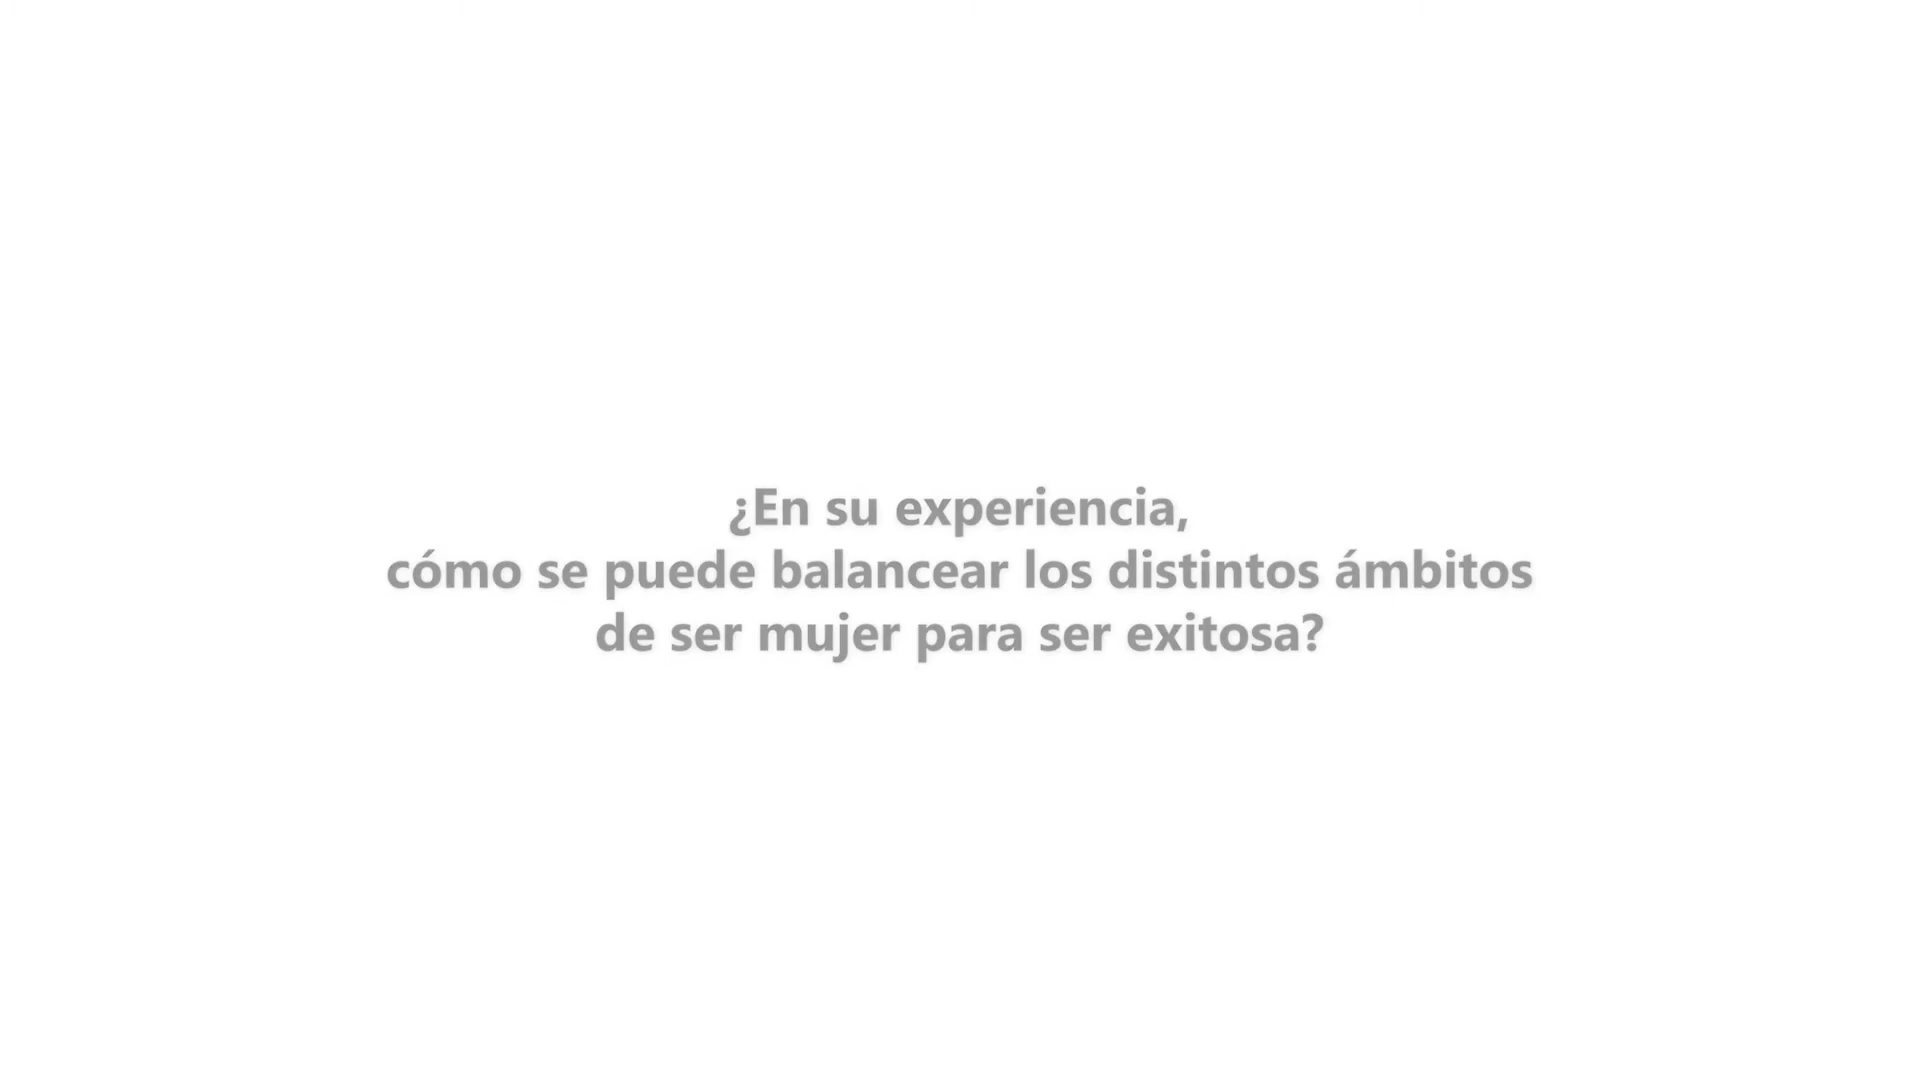 ¿En su experiencia,
cómo se puede balancear los distintos ámbitos
de ser mujer para ser exitosa?